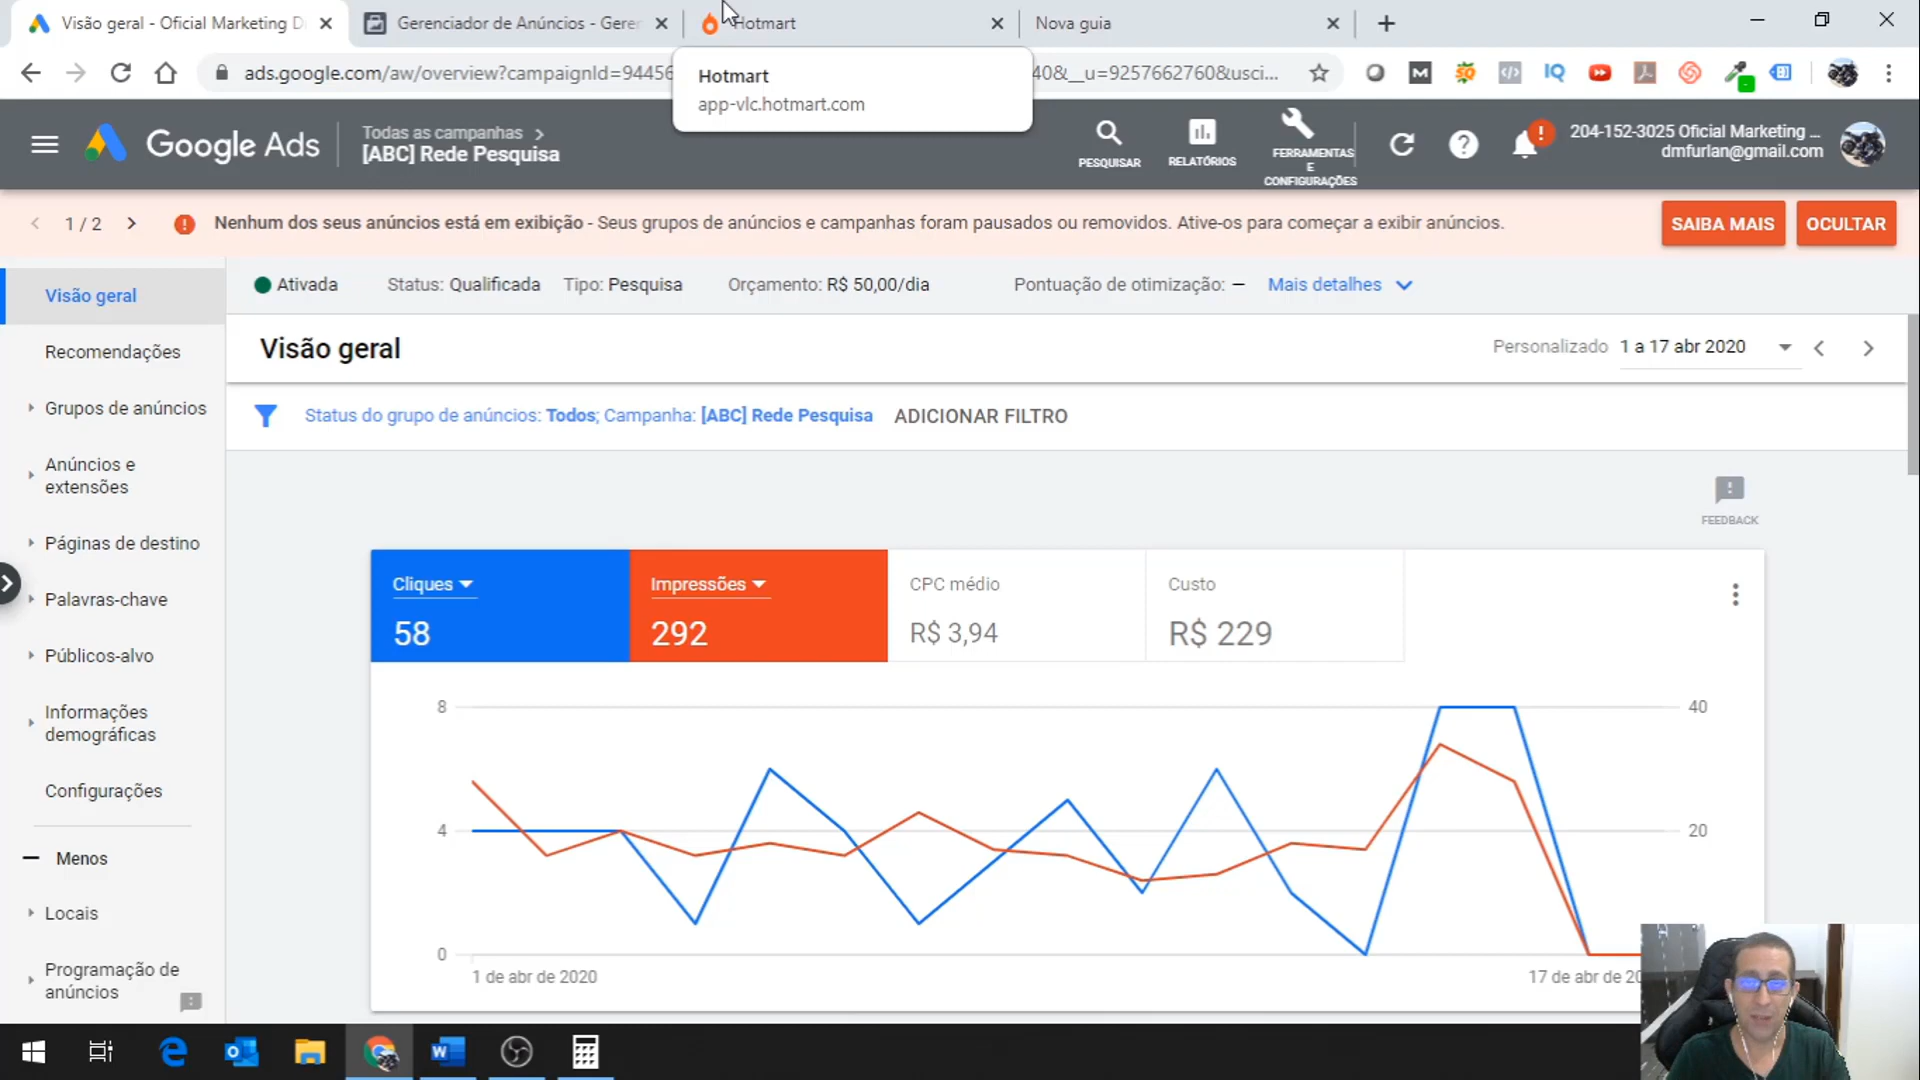 Visão geral - Oficial Marketing D
Gerenciador de Anúncios - Geren
Hotmart
Nova guia
ads.google.com/aw/overview?campaignId=94456
40&__u=9257662760&usci...
Hotmart
app-vlc.hotmart.com
Google Ads
Todas as campanhas >
[ABC] Rede Pesquisa
PESQUISAR
RELATÓRIOS
FERRAMENTAS
E
CONFIGURAÇÕES
204-152-3025 Oficial Marketing ...
dmfurlan@gmail.com
1 / 2
Nenhum dos seus anúncios está em exibição - Seus grupos de anúncios e campanhas foram pausados ou removidos. Ative-os para começar a exibir anúncios.
SAIBA MAIS
OCULTAR
Ativada
Status: Qualificada
Tipo: Pesquisa
Orçamento: R$ 50,00/dia
Pontuação de otimização: –
Mais detalhes
Visão geral
Recomendações
Grupos de anúncios
Anúncios e
extensões
Páginas de destino
Palavras-chave
Públicos-alvo
Informações
demográficas
Configurações
Menos
Locais
Programação de
anúncios
Visão geral
Personalizado
1 a 17 abr 2020
Status do grupo de anúncios: Todos; Campanha: [ABC] Rede Pesquisa
ADICIONAR FILTRO
FEEDBACK
Cliques
58
Impressões
292
CPC médio
R$ 3,94
Custo
R$ 229
8
40
4
20
0
1 de abr de 2020
17 de abr de 20